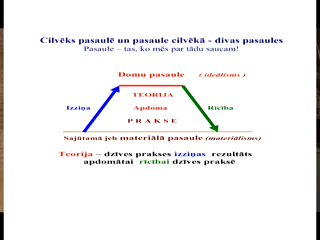 Cilvēks pasaulē un pasaule cilvēkā - divas pasaules
Pasaule – tas, ko mēs par tādu saucam!
Domu pasaule ( ideālisms )
TEORIJA
Izziņa Apdoma Rīcība
P R A K S E
Sajūtamā jeb materiālā pasaule (materiālisms)
Teorija – dzīves prakses izziņas rezultāts
apdomātai rīcībai dzīves praksē